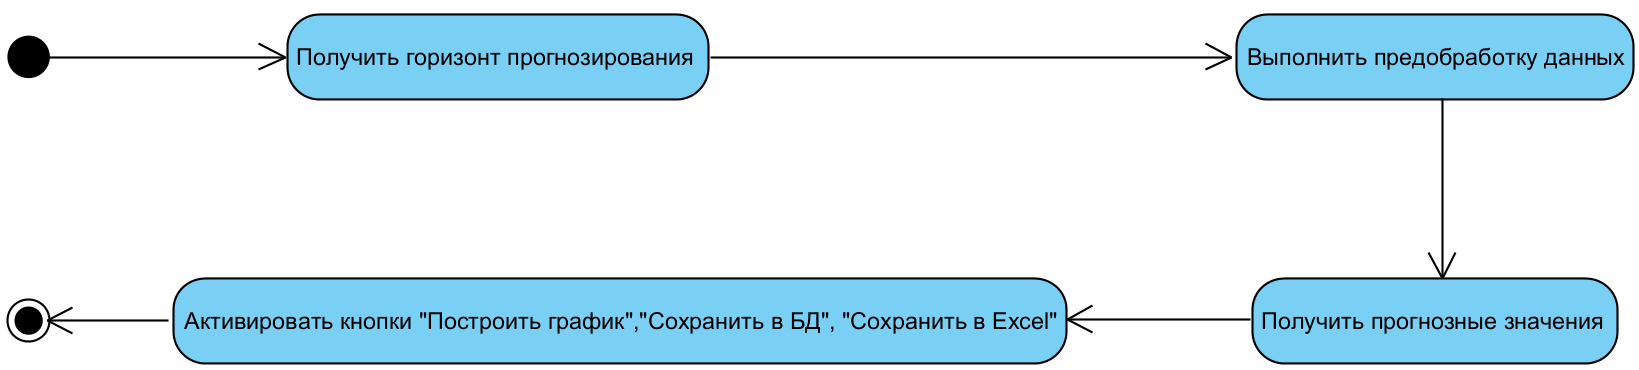 Получить горизонт прогнозирования
Выполнить предобработку данных
Активировать кнопки "Построить график","Сохранить в БД", "Сохранить в Excel"
Получить прогнозные значения